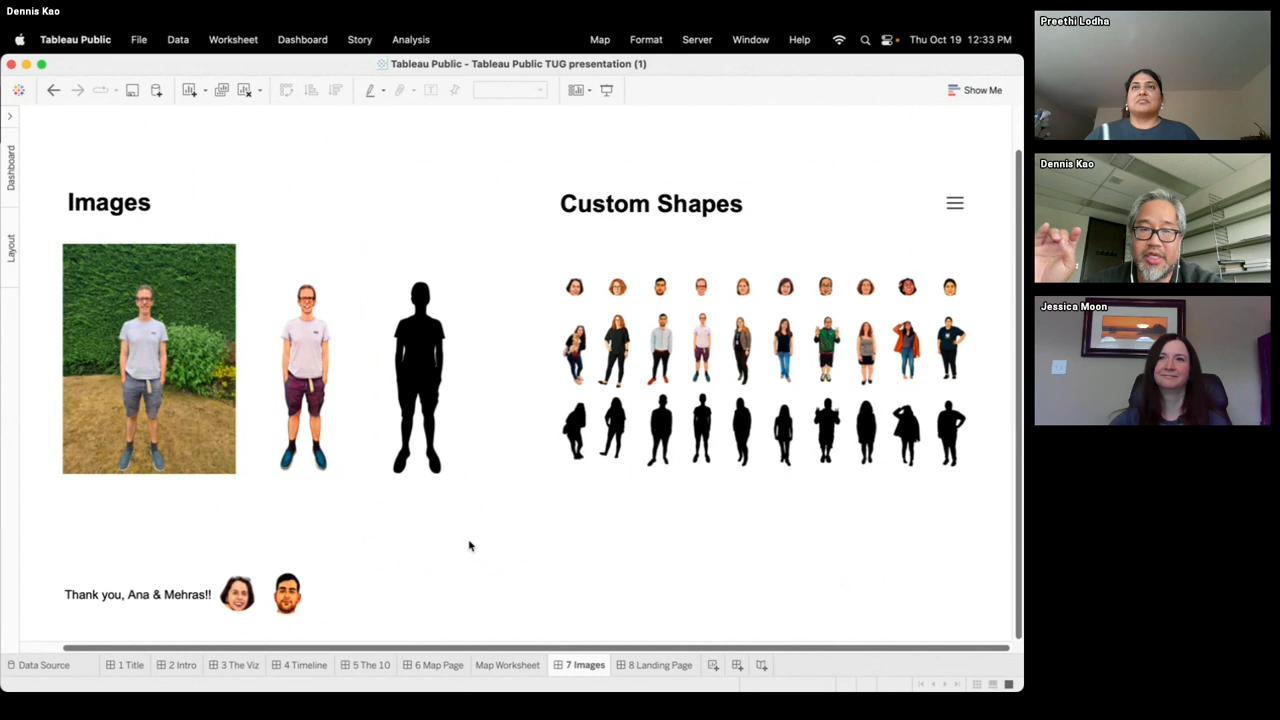 Dennis Kao
Tableau Public File Data Worksheet Dashboard Story Analysis Map Format Server Window Help Thu Oct 19 12:33 PM
Tableau Public - Tableau Public TUG presentation (1)
Show Me
Dashboard
Layout
Images
Custom Shapes
Thank you, Ana & Mehras!!
Data Source 1 Title 2 Intro 3 The Viz 4 Timeline 5 The 10 6 Map Page Map Worksheet 7 Images 8 Landing Page
Preethi Lodha
Dennis Kao
Jessica Moon